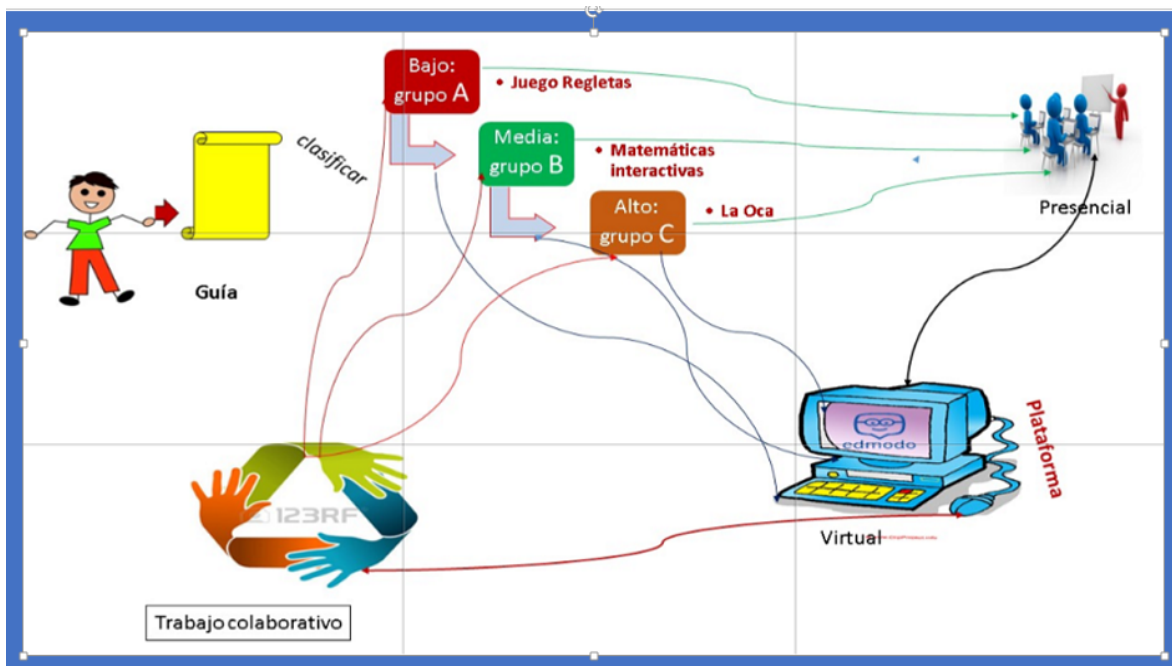 Bajo:
grupo A
• Juego Regletas
clasificar
Media:
grupo B
• Matemáticas
interactivas
Alto:
grupo C
• La Oca
Presencial
Guía
Plataforma
edmodo
123RF
Virtual
Trabajo colaborativo